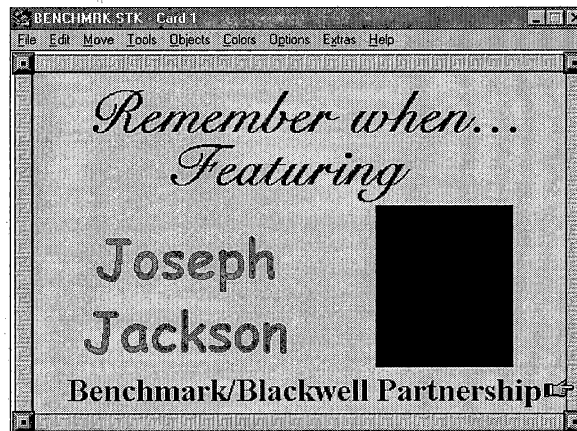 BENCHMRK.STK - Card 1
File Edit Move Tools Objects Colors Options Extras Help
Remember when...
Featuring
Joseph
Jackson
Benchmark/Blackwell Partnership